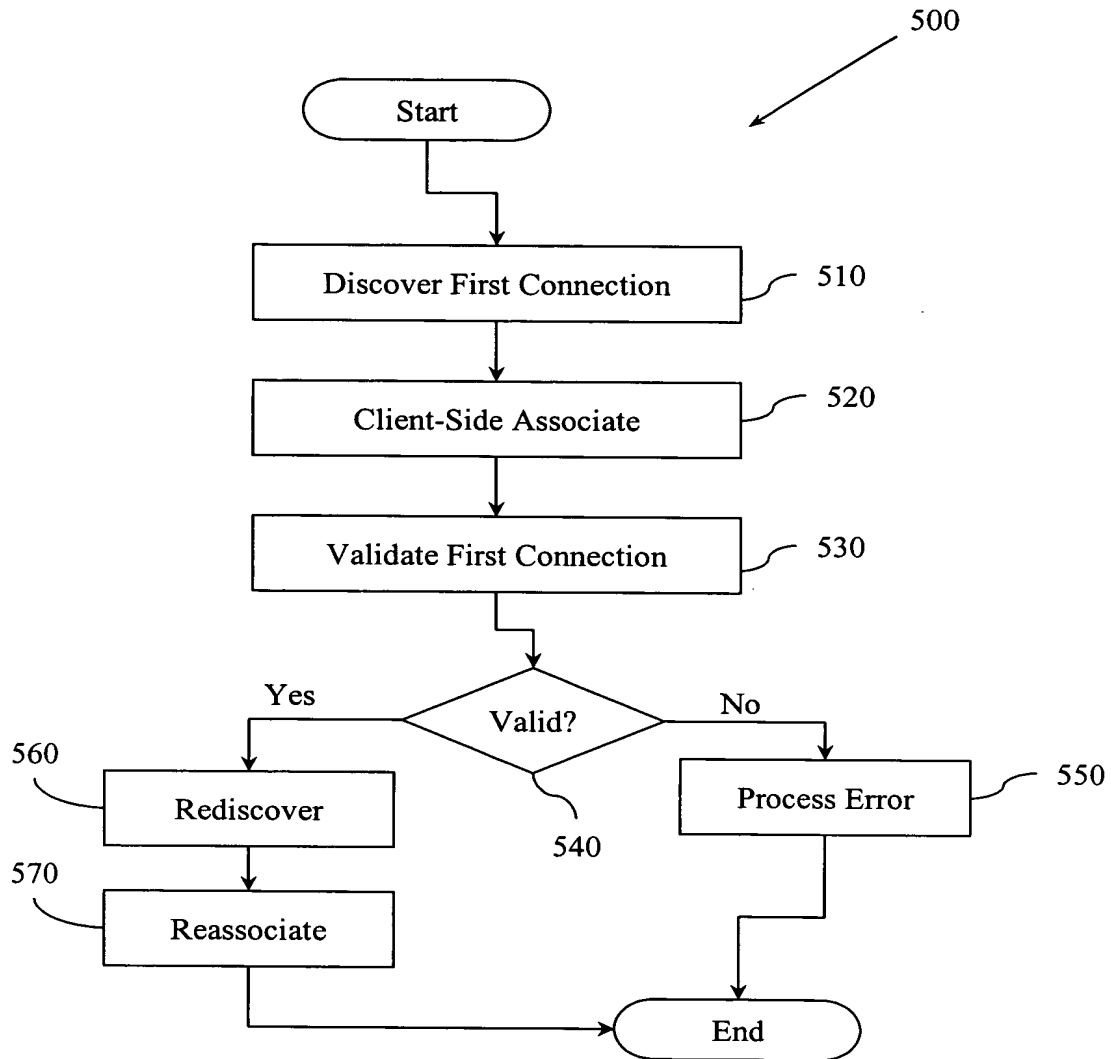 500
Start
Discover First Connection
510
Client-Side Associate
520
Validate First Connection
530
Yes
Valid?
No
540
560
Rediscover
Process Error
550
570
Reassociate
End